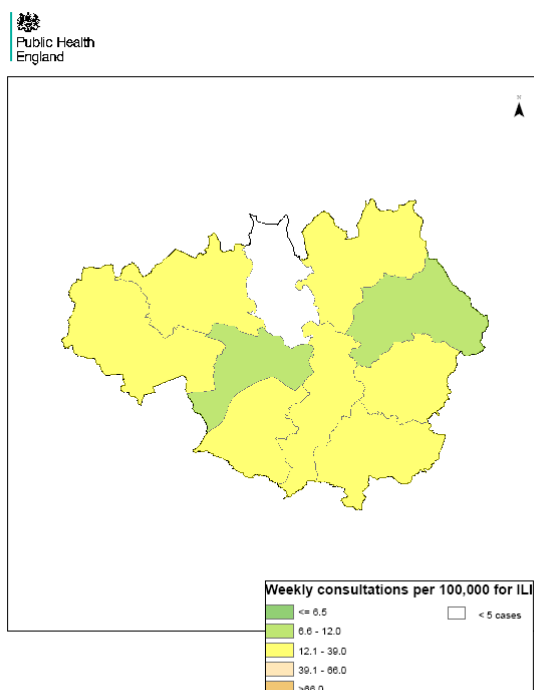 Public Health
England
N
Weekly consultations per 100,000 for ILI
<= 6.5
< 5 cases
6.6 - 12.0
12.1 - 39.0
39.1 - 66.0
>66.0